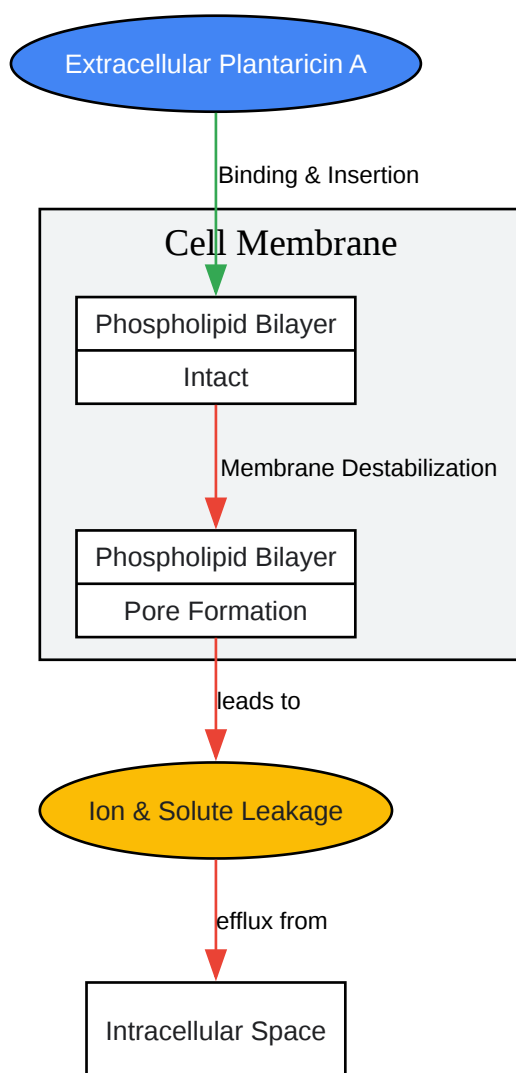 Extracellular Plantaricin A
Binding & Insertion
Cell Membrane
Phospholipid Bilayer
Intact
Membrane Destabilization
Phospholipid Bilayer
Pore Formation
leads to
Ion & Solute Leakage
efflux from
Intracellular Space